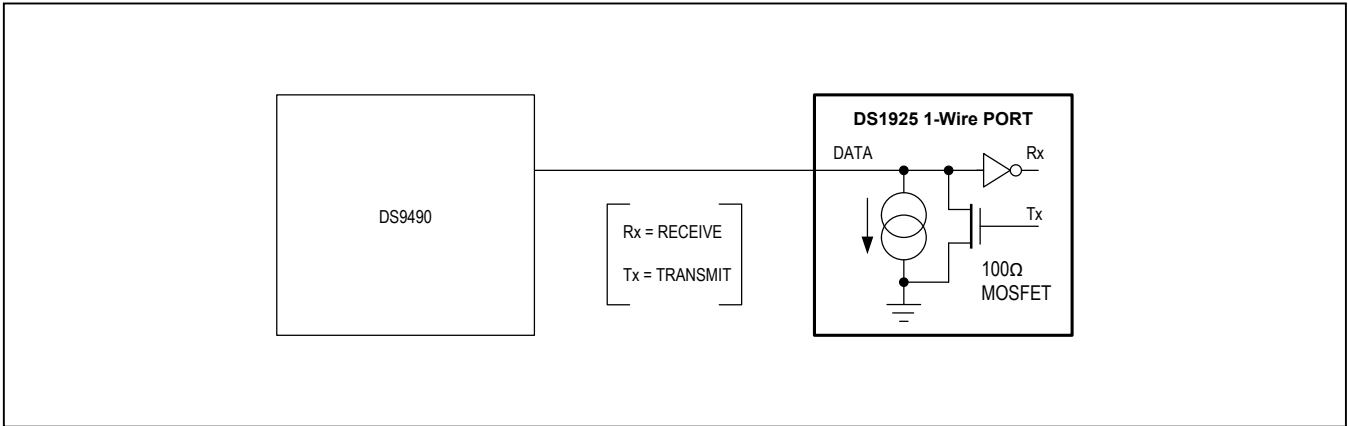 DS9490
Rx = RECEIVE
Tx = TRANSMIT
DS1925 1-Wire PORT
DATA
Rx
Tx
100Ω
MOSFET